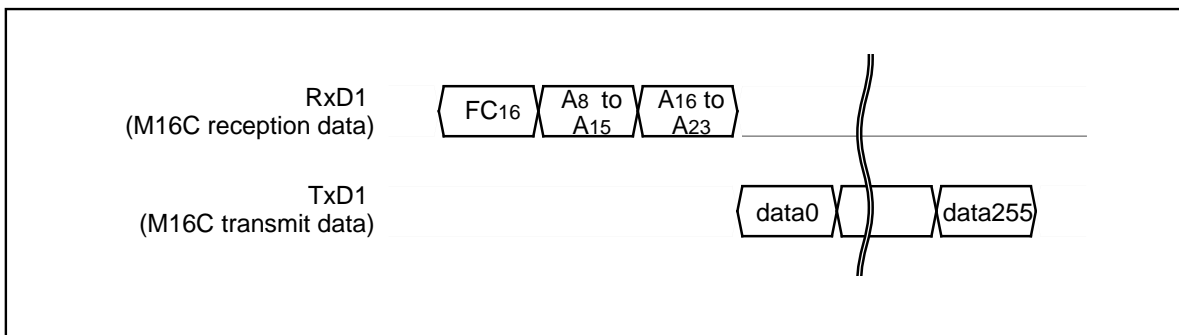 RxD1
(M16C reception data)
FC16
A8 to
A15
A16 to
A23
TxD1
(M16C transmit data)
data0
data255